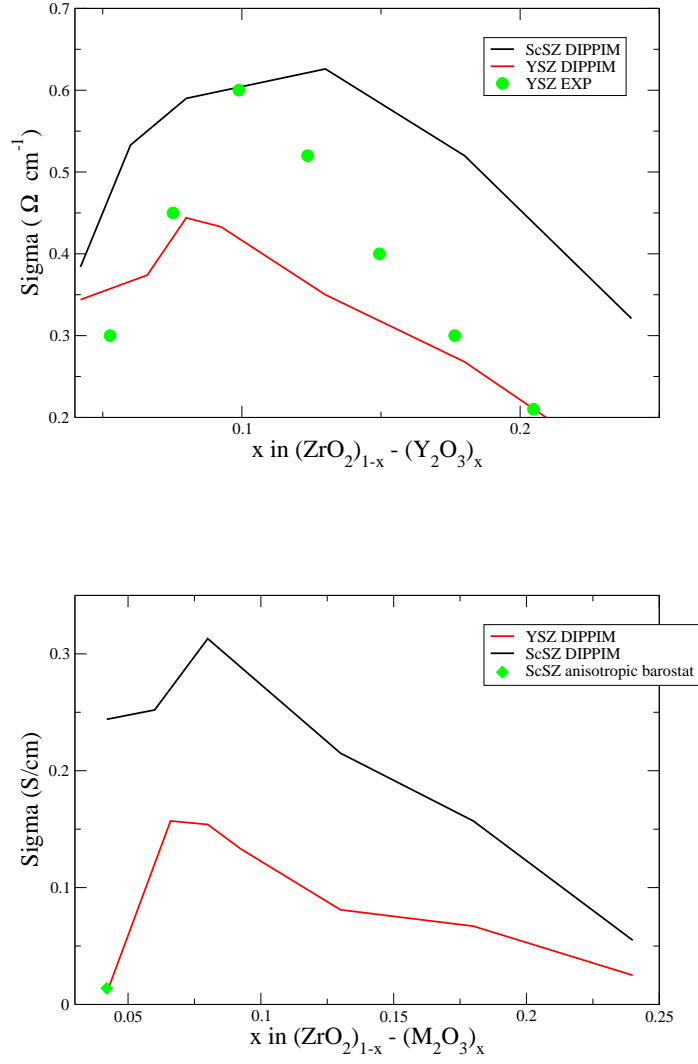 ScSZ DIPPIM
YSZ DIPPIM
YSZ EXP
0.6
0.5
0.4
0.3
0.2
Sigma ( Ω cm⁻¹)
0.1 0.2
x in (ZrO₂)₁₋ₓ - (Y₂O₃)ₓ
YSZ DIPPIM
ScSZ DIPPIM
ScSZ anisotropic barostat
0.3
0.2
0.1
0
Sigma (S/cm)
0.05 0.1 0.15 0.2 0.25
x in (ZrO₂)₁₋ₓ - (M₂O₃)ₓ